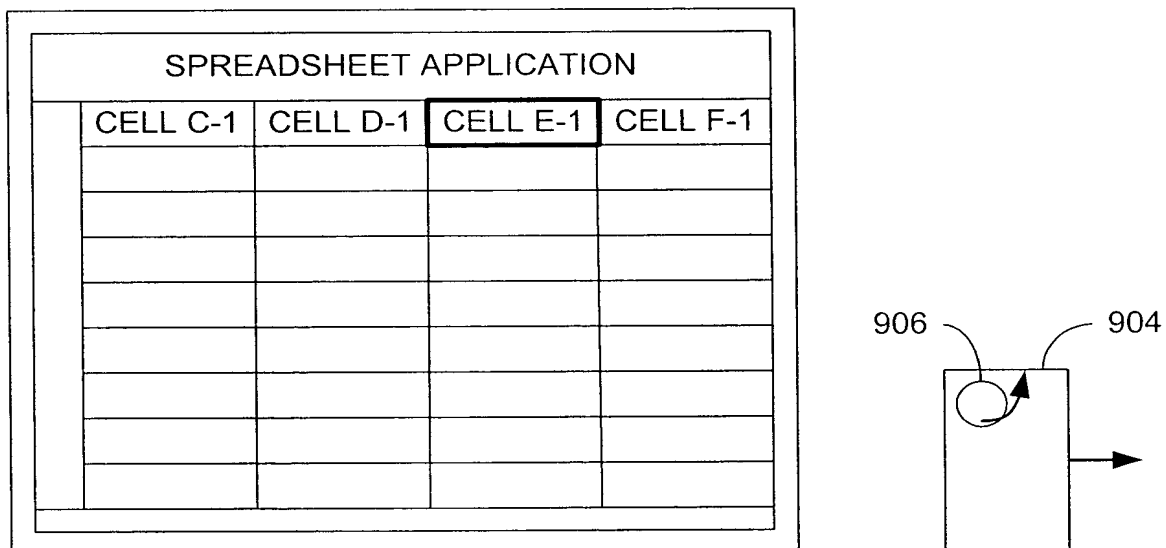 SPREADSHEET APPLICATION
CELL C-1 CELL D-1 CELL E-1 CELL F-1
906 904